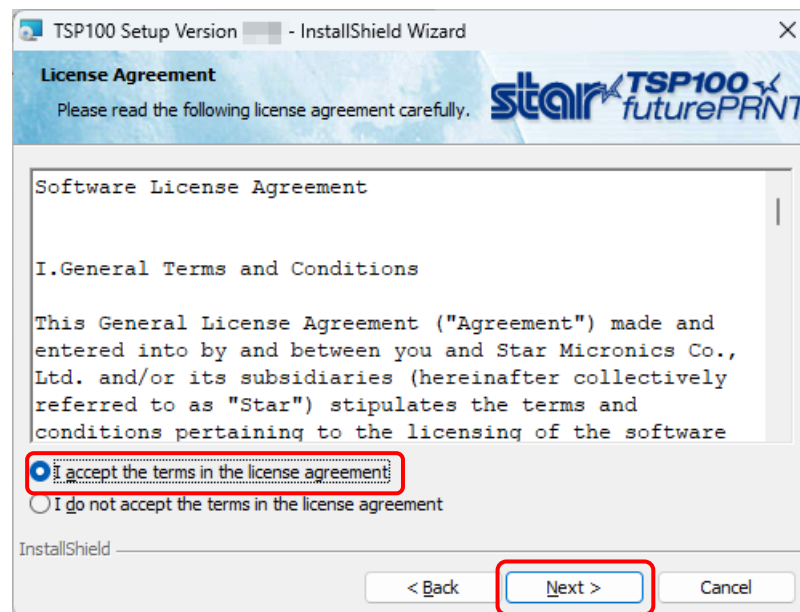 TSP100 Setup Version - InstallShield Wizard
License Agreement
Please read the following license agreement carefully.
star TSP100
futurePRNT
Software License Agreement
I.General Terms and Conditions
This General License Agreement ("Agreement") made and
entered into by and between you and Star Micronics Co.,
Ltd. and/or its subsidiaries (hereinafter collectively
referred to as "Star") stipulates the terms and
conditions pertaining to the licensing of the software
I accept the terms in the license agreement
I do not accept the terms in the license agreement
InstallShield
< Back
Next >
Cancel